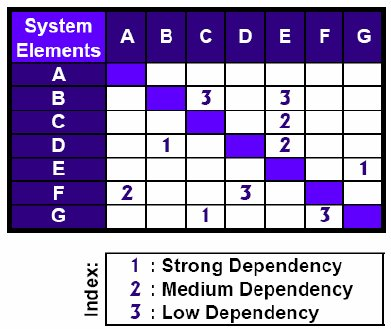 System Elements A B C D E F G
A
B 3 3
C 2
D 1 2
E 1
F 2 3
G 1 3
Index:
1 : Strong Dependency
2 : Medium Dependency
3 : Low Dependency